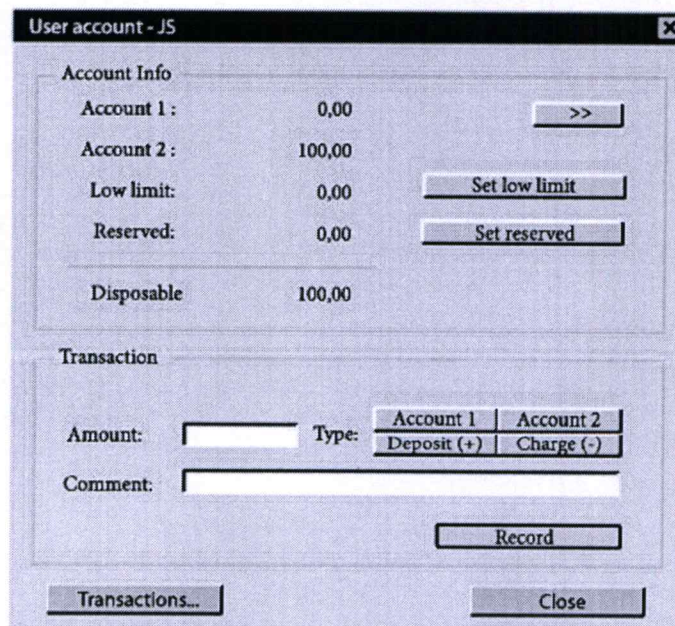 User account - JS
Account Info
Account 1 : 0,00 >>
Account 2 : 100,00
Low limit: 0,00 Set low limit
Reserved: 0,00 Set reserved
Disposable 100,00
Transaction
Amount: Type: Account 1 Account 2
Deposit (+) Charge (-)
Comment:
Record
Transactions... Close